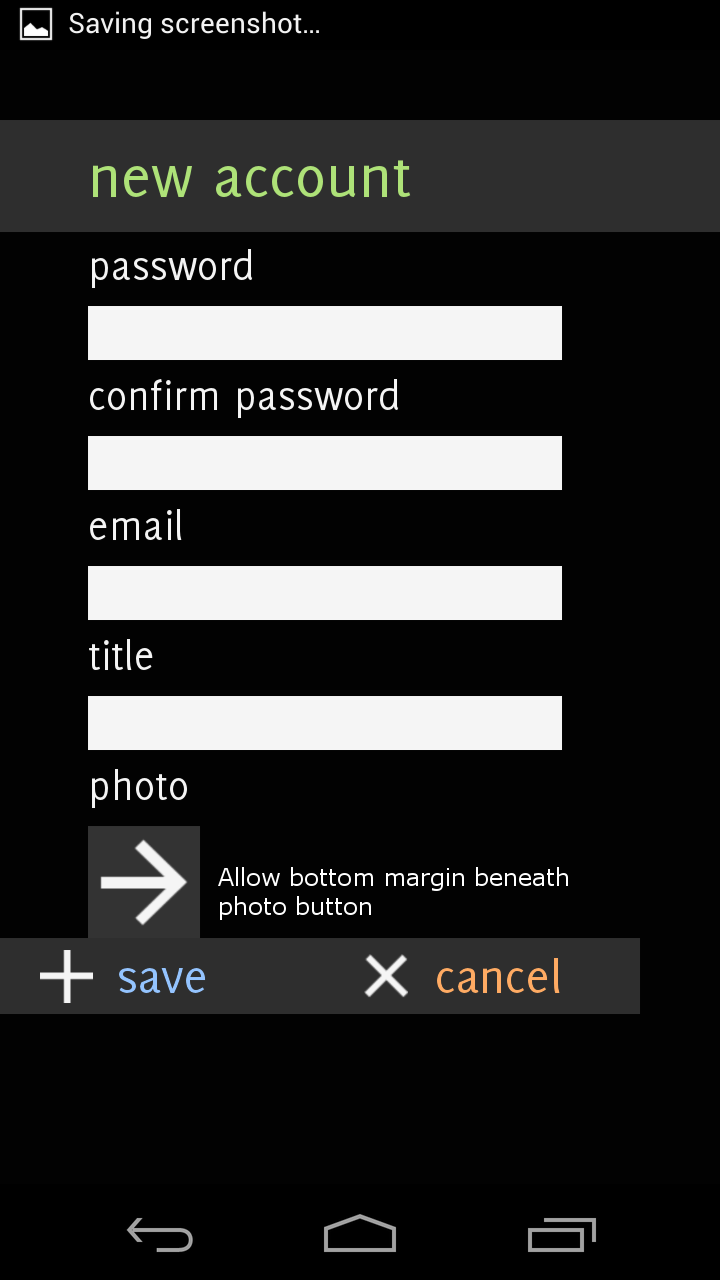 Saving screenshot...
new account
password
confirm password
email
title
photo
Allow bottom margin beneath
photo button
save
cancel